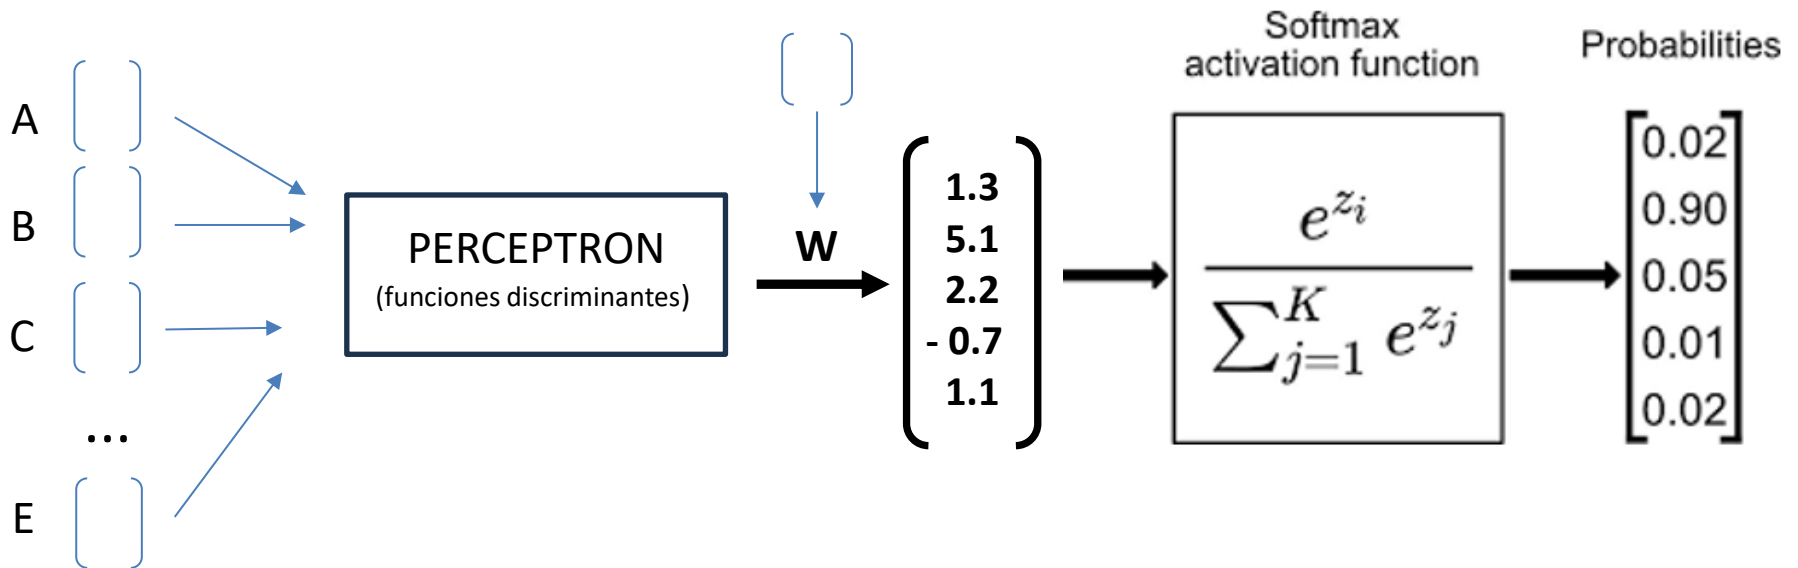 A
B
C
...
E
PERCEPTRON
(funciones discriminantes)
W
1.3
5.1
2.2
- 0.7
1.1
Softmax
activation function
e^{z_i}
∑_{j=1}^{K} e^{z_j}
Probabilities
0.02
0.90
0.05
0.01
0.02